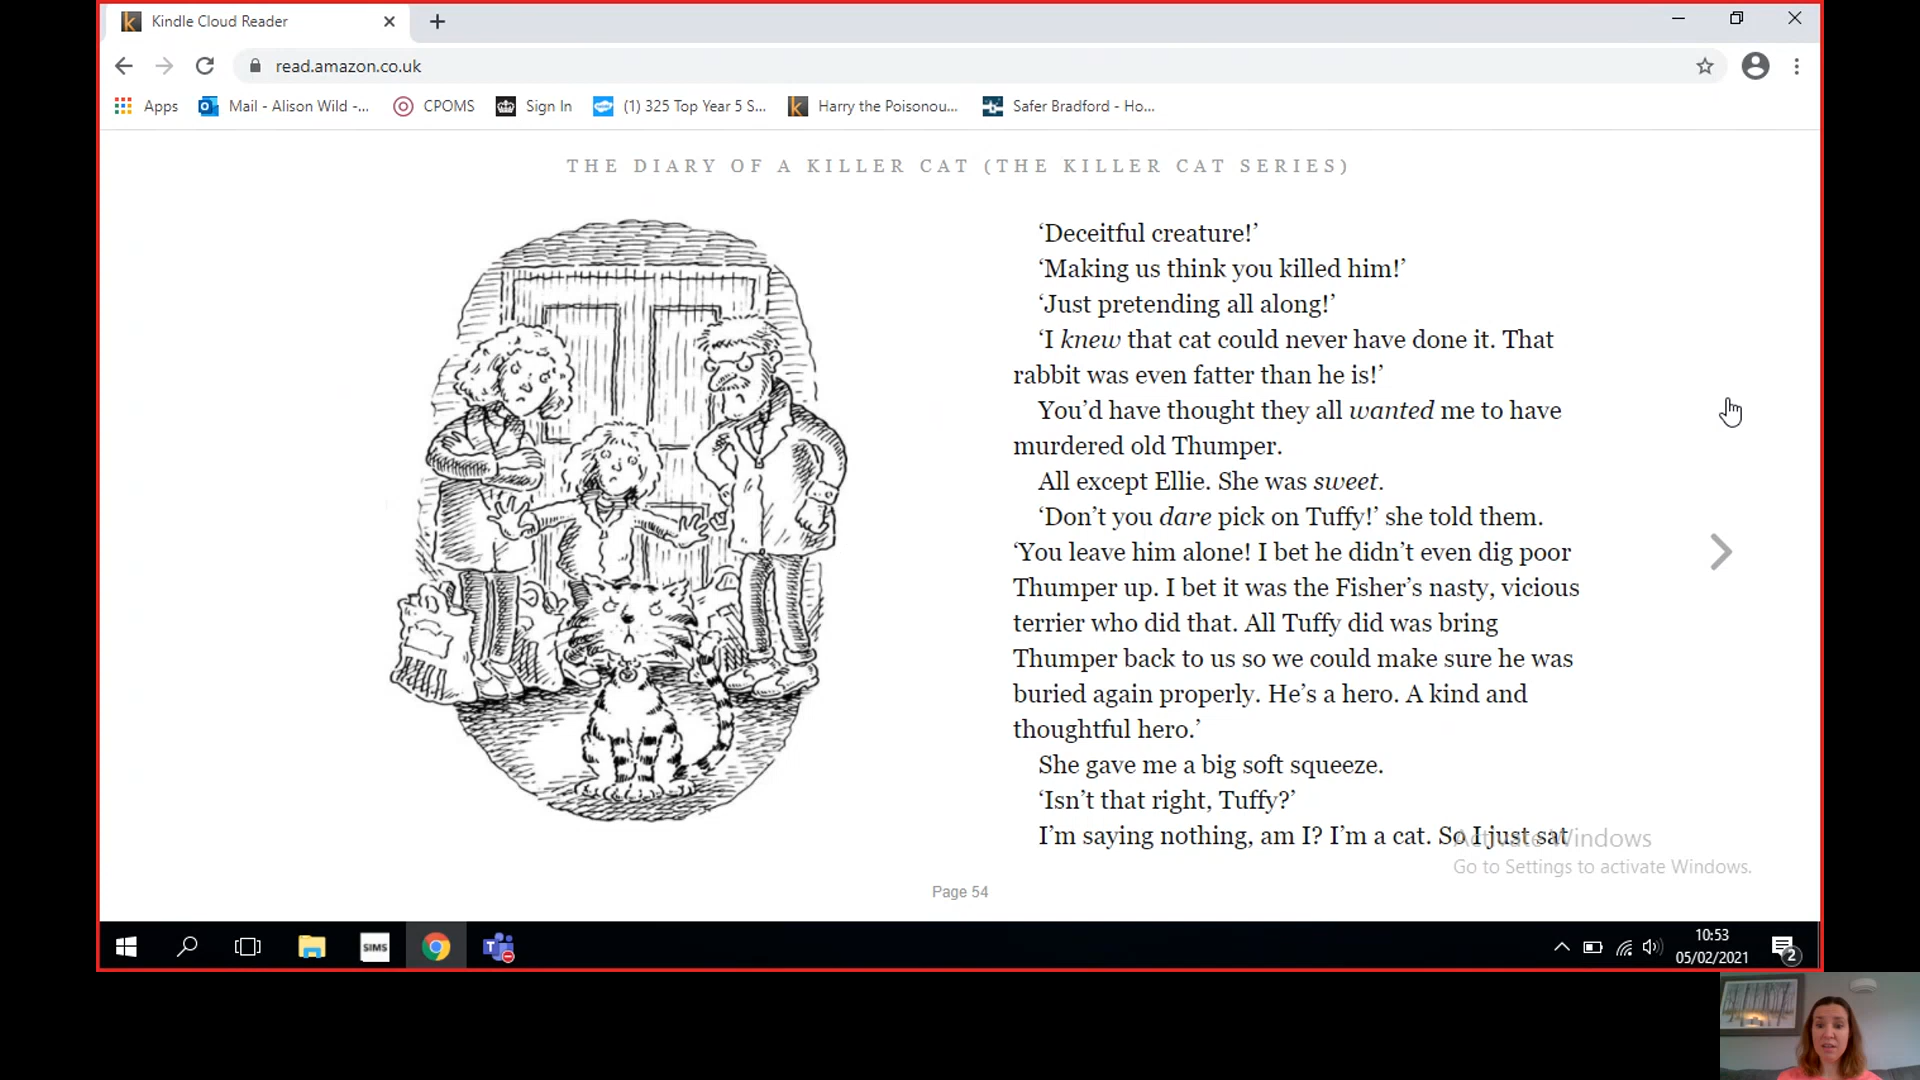 Kindle Cloud Reader
read.amazon.co.uk
Apps
Mail - Alison Wild -...
CPOMS
Sign In
(1) 325 Top Year 5 S...
Harry the Poisonou...
Safer Bradford - Ho...
THE DIARY OF A KILLER CAT (THE KILLER CAT SERIES)
‘Deceitful creature!’
‘Making us think you killed him!’
‘Just pretending all along!’
‘I knew that cat could never have done it. That
rabbit was even fatter than he is!’
You’d have thought they all wanted me to have
murdered old Thumper.
All except Ellie. She was sweet.
‘Don’t you dare pick on Tuffy!’ she told them.
‘You leave him alone! I bet he didn’t even dig poor
Thumper up. I bet it was the Fisher’s nasty, vicious
terrier who did that. All Tuffy did was bring
Thumper back to us so we could make sure he was
buried again properly. He’s a hero. A kind and
thoughtful hero.’
She gave me a big soft squeeze.
‘Isn’t that right, Tuffy?’
I’m saying nothing, am I? I’m a cat. So I just sat
Activate Windows
Go to Settings to activate Windows.
Page 54
SIMS
10:53
05/02/2021
2